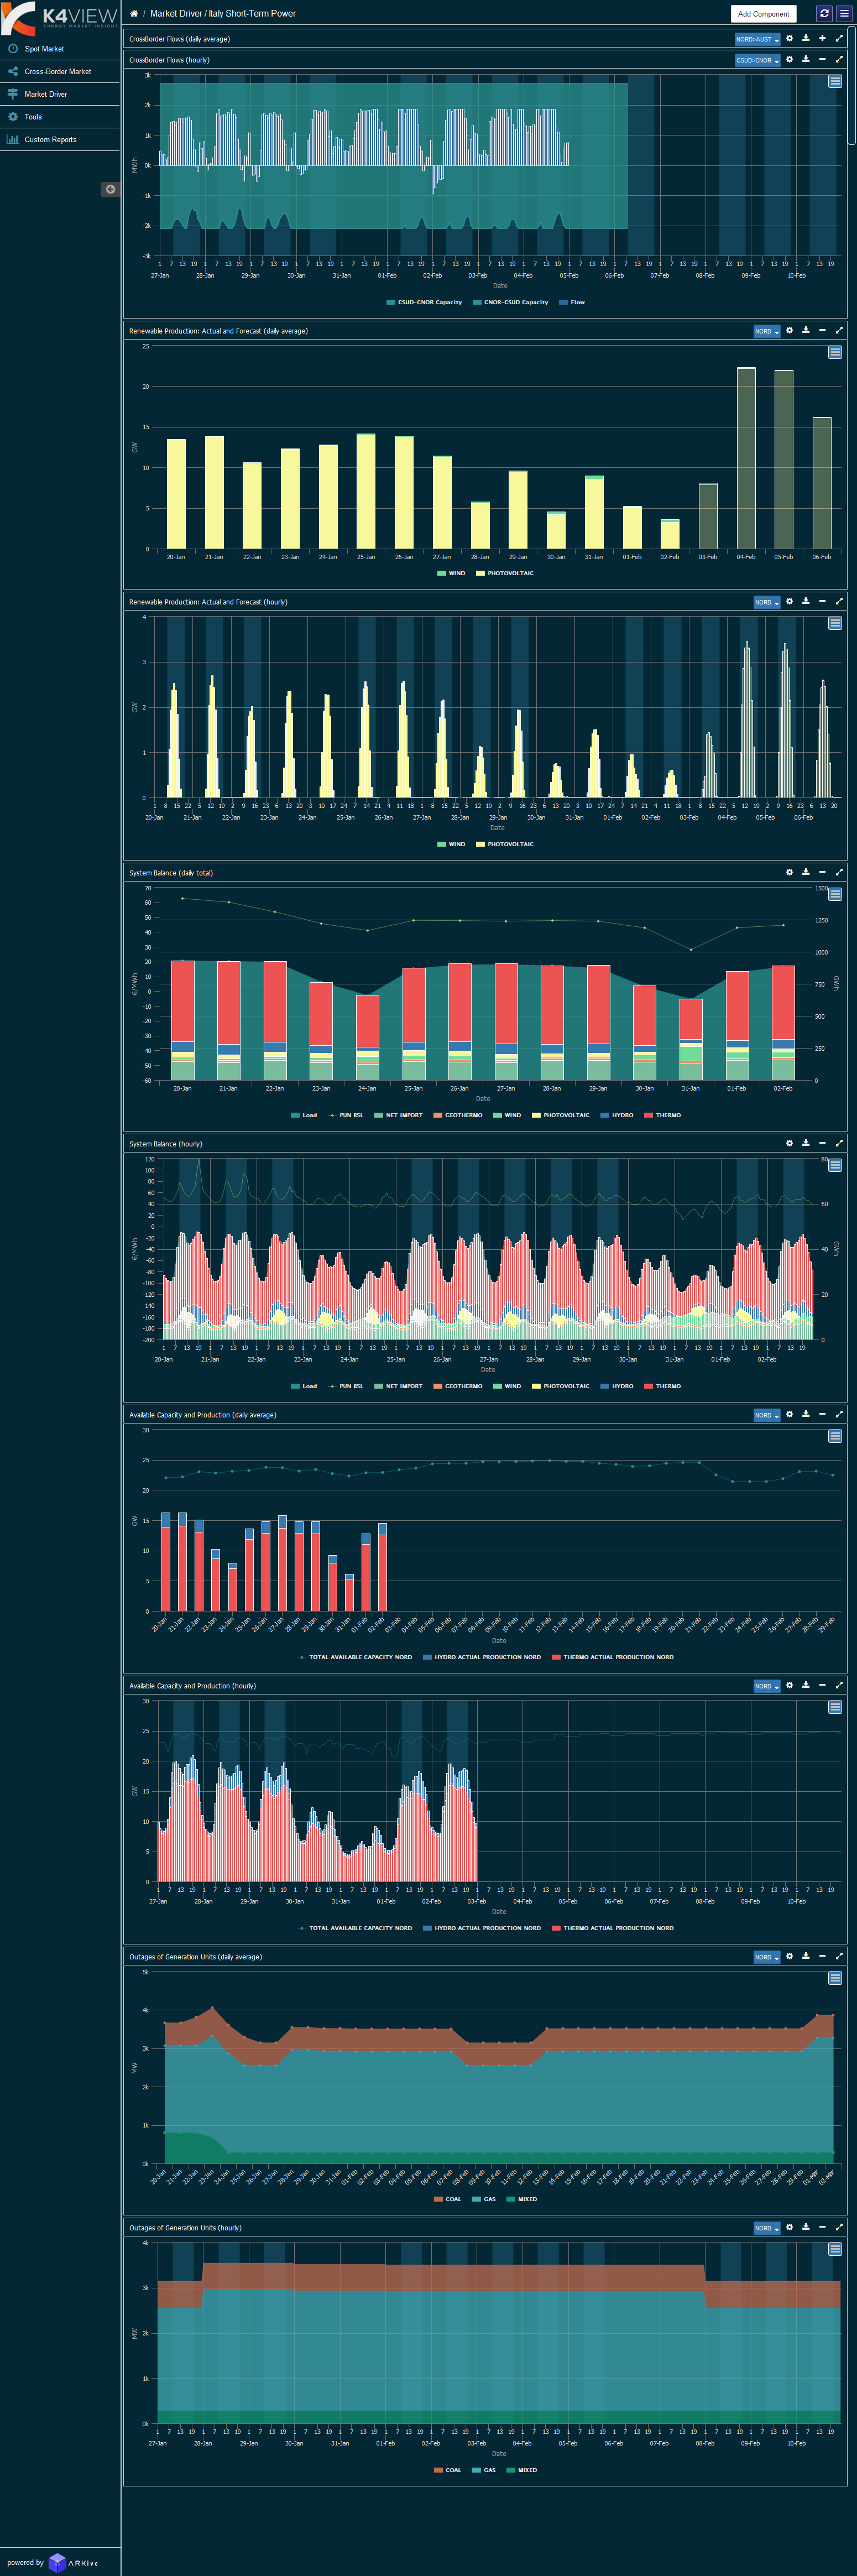 K4VIEW
ENERGY MARKET INSIGHT
/ Market Driver / Italy Short-Term Power
Add Component
Spot Market
Cross-Border Market
Market Driver
Tools
Custom Reports
CrossBorder Flows (daily average)
NORD>AUST
CrossBorder Flows (hourly)
CSUD>CNOR
3k
2k
1k
0k
-1k
-2k
-3k
MWh
27-Jan 28-Jan 29-Jan 30-Jan 31-Jan 01-Feb 02-Feb 03-Feb 04-Feb 05-Feb 06-Feb 07-Feb 08-Feb 09-Feb 10-Feb
Date
CSUD-CNOR Capacity CNOR-CSUD Capacity Flow
Renewable Production: Actual and Forecast (daily average)
NORD
25
20
15
10
5
0
GW
20-Jan 21-Jan 22-Jan 23-Jan 24-Jan 25-Jan 26-Jan 27-Jan 28-Jan 29-Jan 30-Jan 31-Jan 01-Feb 02-Feb 03-Feb 04-Feb 05-Feb 06-Feb
WIND PHOTOVOLTAIC
Renewable Production: Actual and Forecast (hourly)
NORD
4
3
2
1
0
GW
20-Jan 21-Jan 22-Jan 23-Jan 24-Jan 25-Jan 26-Jan 27-Jan 28-Jan 29-Jan 30-Jan 31-Jan 01-Feb 02-Feb 03-Feb 04-Feb 05-Feb 06-Feb
Date
WIND PHOTOVOLTAIC
System Balance (daily total)
70 1500
60
50 1250
40
30 1000
20
10
0 750
-10
-20 500
-30
-40 250
-50
-60 0
€/MWh
GWh
20-Jan 21-Jan 22-Jan 23-Jan 24-Jan 25-Jan 26-Jan 27-Jan 28-Jan 29-Jan 30-Jan 31-Jan 01-Feb 02-Feb
Date
Load PUN BSL NET IMPORT GEOTHERMO WIND PHOTOVOLTAIC HYDRO THERMO
System Balance (hourly)
120 80
100
80
60
40 60
20
0
-20
-40 40
-60
-80
-100
-120 20
-140
-160
-180
-200 0
€/MWh
GWh
20-Jan 21-Jan 22-Jan 23-Jan 24-Jan 25-Jan 26-Jan 27-Jan 28-Jan 29-Jan 30-Jan 31-Jan 01-Feb 02-Feb
Date
Load PUN BSL NET IMPORT GEOTHERMO WIND PHOTOVOLTAIC HYDRO THERMO
Available Capacity and Production (daily average)
NORD
30
25
20
15
10
5
0
GW
20-Jan 21-Jan 22-Jan 23-Jan 24-Jan 25-Jan 26-Jan 27-Jan 28-Jan 29-Jan 30-Jan 31-Jan 01-Feb 02-Feb 03-Feb 04-Feb 05-Feb 06-Feb 07-Feb 08-Feb 09-Feb 10-Feb 11-Feb 12-Feb 13-Feb 14-Feb 15-Feb 16-Feb 17-Feb 18-Feb 19-Feb 20-Feb 21-Feb 22-Feb 23-Feb 24-Feb 25-Feb 26-Feb 27-Feb 28-Feb 29-Feb
Date
TOTAL AVAILABLE CAPACITY NORD HYDRO ACTUAL PRODUCTION NORD THERMO ACTUAL PRODUCTION NORD
Available Capacity and Production (hourly)
NORD
30
25
20
15
10
5
0
GW
27-Jan 28-Jan 29-Jan 30-Jan 31-Jan 01-Feb 02-Feb 03-Feb 04-Feb 05-Feb 06-Feb 07-Feb 08-Feb 09-Feb 10-Feb
Date
TOTAL AVAILABLE CAPACITY NORD HYDRO ACTUAL PRODUCTION NORD THERMO ACTUAL PRODUCTION NORD
Outages of Generation Units (daily average)
NORD
5k
4k
3k
2k
1k
0k
MW
20-Jan 21-Jan 22-Jan 23-Jan 24-Jan 25-Jan 26-Jan 27-Jan 28-Jan 29-Jan 30-Jan 31-Jan 01-Feb 02-Feb 03-Feb 04-Feb 05-Feb 06-Feb 07-Feb 08-Feb 09-Feb 10-Feb 11-Feb 12-Feb 13-Feb 14-Feb 15-Feb 16-Feb 17-Feb 18-Feb 19-Feb 20-Feb 21-Feb 22-Feb 23-Feb 24-Feb 25-Feb 26-Feb 27-Feb 28-Feb 29-Feb 01-Mar 02-Mar
COAL GAS MIXED
Outages of Generation Units (hourly)
NORD
4k
3k
2k
1k
0k
MW
27-Jan 28-Jan 29-Jan 30-Jan 31-Jan 01-Feb 02-Feb 03-Feb 04-Feb 05-Feb 06-Feb 07-Feb 08-Feb 09-Feb 10-Feb
Date
COAL GAS MIXED
powered by ARKive